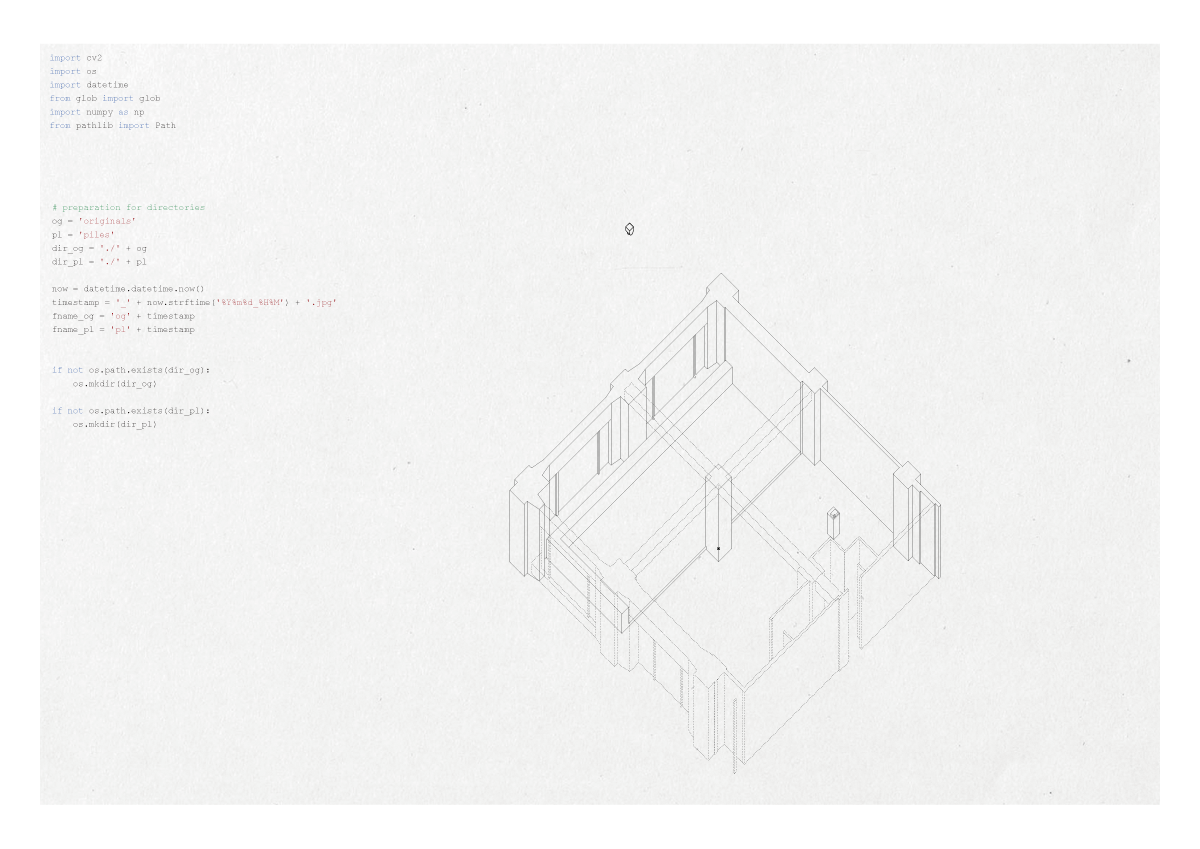 import cv2
import os
import datetime
from glob import glob
import numpy as np
from pathlib import Path
# preparation for directories
og = 'originals'
pl = 'piles'
dir_og = './' + og
dir_pl = './' + pl
now = datetime.datetime.now()
timestamp = '_' + now.strftime('%Y%m%d_%H%M') + '.jpg'
fname_og = 'og' + timestamp
fname_pl = 'pl' + timestamp
if not os.path.exists(dir_og):
    os.mkdir(dir_og)
if not os.path.exists(dir_pl):
    os.mkdir(dir_pl)